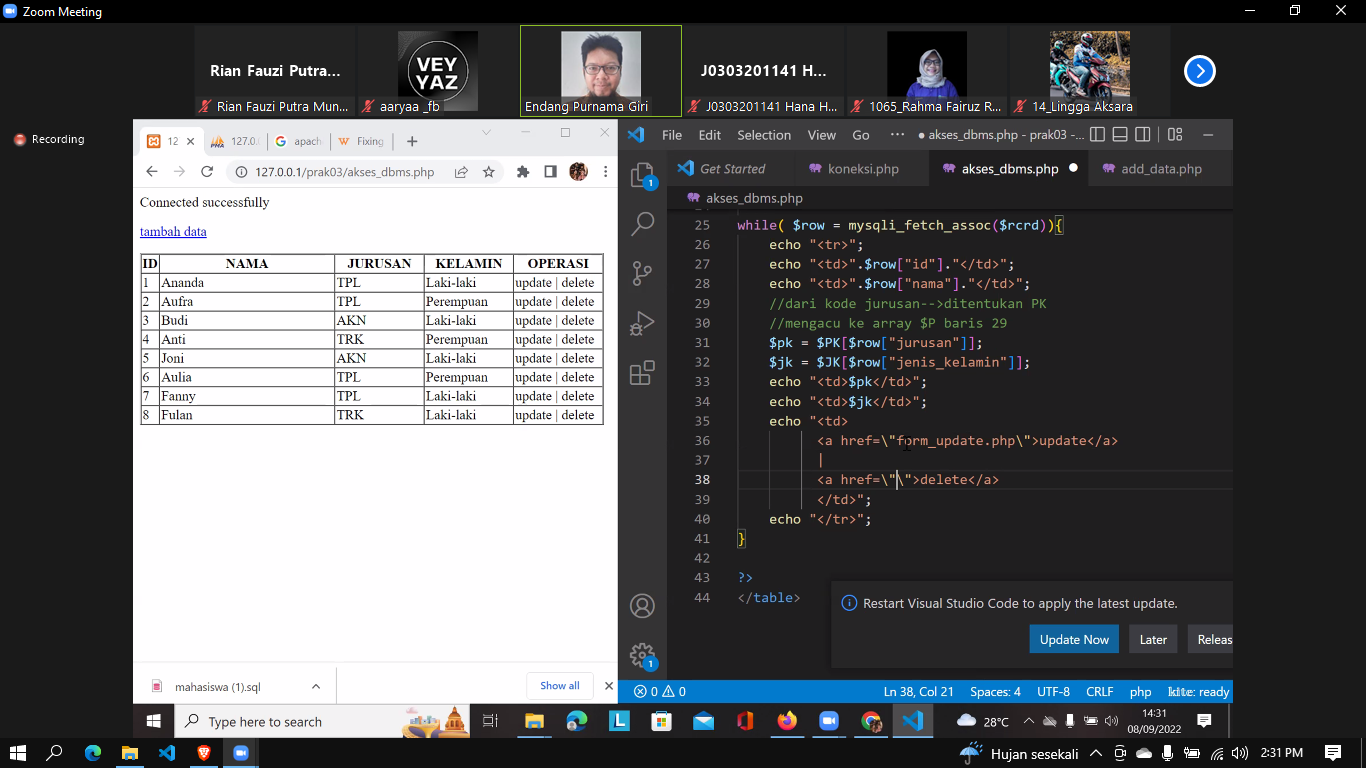 Zoom Meeting
Rian Fauzi Putra...
VEY
YAZ
J0303201141 H...
Rian Fauzi Putra Mun...
aaryaa _fb
Endang Purnama Giri
J0303201141 Hana H...
1065_Rahma Fairuz R...
14_Lingga Aksara
Recording
12
127.0.
apach
Fixing
127.0.0.1/prak03/akses_dbms.php
Connected successfully
tambah data
ID NAMA JURUSAN KELAMIN OPERASI
1 Ananda TPL Laki-laki update | delete
2 Aufra TPL Perempuan update | delete
3 Budi AKN Laki-laki update | delete
4 Anti TRK Perempuan update | delete
5 Joni AKN Laki-laki update | delete
6 Aulia TPL Perempuan update | delete
7 Fanny TPL Laki-laki update | delete
8 Fulan TRK Laki-laki update | delete
mahasiswa (1).sql
Show all
File Edit Selection View Go ··· ● akses_dbms.php - prak03 -...
Get Started koneksi.php akses_dbms.php ● add_data.php
akses_dbms.php
25 while( $row = mysqli_fetch_assoc($rcrd)){
26 echo "<tr>";
27 echo "<td>".$row["id"]."</td>";
28 echo "<td>".$row["nama"]."</td>";
29 //dari kode jurusan-->ditentukan PK
30 //mengacu ke array $P baris 29
31 $pk = $PK[$row["jurusan"]];
32 $jk = $JK[$row["jenis_kelamin"]];
33 echo "<td>$pk</td>";
34 echo "<td>$jk</td>";
35 echo "<td>
36 <a href=\"form_update.php\">update</a>
37 |
38 <a href=\"\">delete</a>
39 </td>";
40 echo "</tr>";
41 }
42
43 ?>
44 </table>
1
1
Restart Visual Studio Code to apply the latest update.
Update Now Later Releas
0 0 Ln 38, Col 21 Spaces: 4 UTF-8 CRLF php kite: ready
Type here to search
28°C
14:31
08/09/2022
Hujan sesekali
2:31 PM